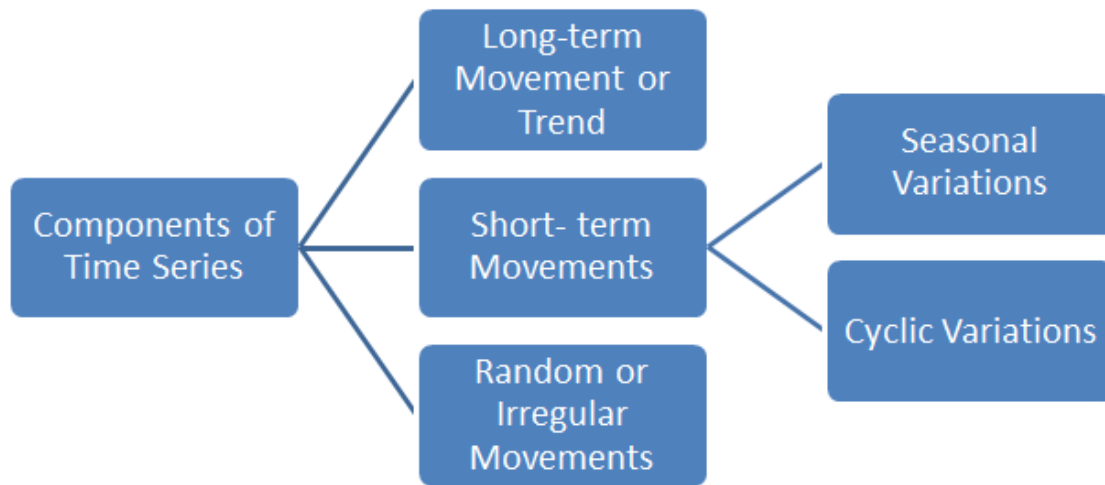 Components of
Time Series
Long-term
Movement or
Trend
Short- term
Movements
Random or
Irregular
Movements
Seasonal
Variations
Cyclic Variations